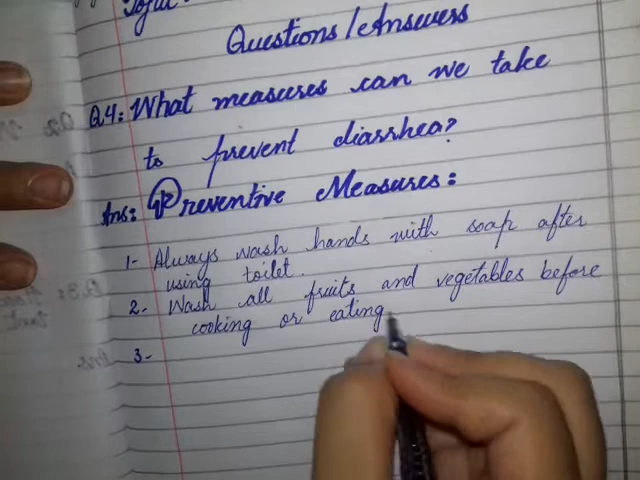 Questions/Answers
Q.4: What measures can we take
to prevent diarrhea?
Ans: Preventive Measures:
1- Always wash hands with soap after
using toilet.
2. Wash all fruits and vegetables before
cooking or eating
3-